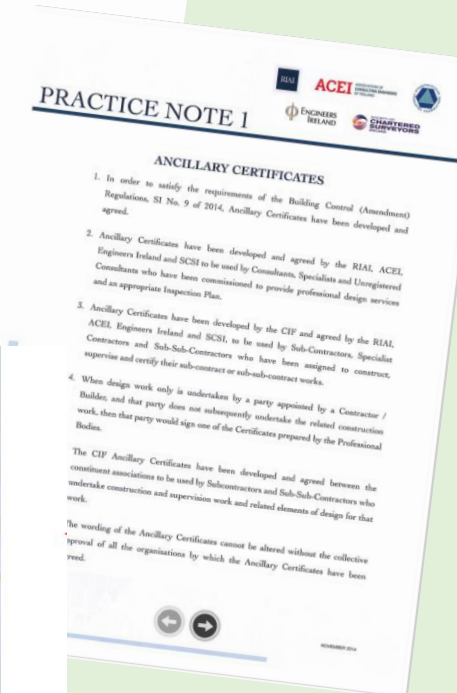 RIAI
ACEI ASSOCIATION OF
CONSULTING ENGINEERS
OF IRELAND
ENGINEERS
IRELAND
CHARTERED
SURVEYORS
PRACTICE NOTE 1
ANCILLARY CERTIFICATES
1. In order to satisfy the requirements of the Building Control (Amendment)
Regulations, SI No. 9 of 2014, Ancillary Certificates have been developed and
agreed.
2. Ancillary Certificates have been developed and agreed by the RIAI, ACEI,
Engineers Ireland and SCSI to be used by Consultants, Specialists and Unregistered
Consultants who have been commissioned to provide professional design services
and an appropriate Inspection Plan.
3. Ancillary Certificates have been developed by the CIF and agreed by the RIAI,
ACEI, Engineers Ireland and SCSI, to be used by Sub-Contractors, Specialist
Contractors and Sub-Sub-Contractors who have been assigned to construct,
supervise and certify their sub-contract or sub-sub-contract works.
4. When design work only is undertaken by a party appointed by a Contractor /
Builder, and that party does not subsequently undertake the related construction
work, then that party would sign one of the Certificates prepared by the Professional
Bodies.
The CIF Ancillary Certificates have been developed and agreed between the
constituent associations to be used by Subcontractors and Sub-Sub-Contractors who
undertake construction and supervision work and related elements of design for that
work.
The wording of the Ancillary Certificates cannot be altered without the collective
approval of all the organisations by which the Ancillary Certificates have been
agreed.
NOVEMBER 2014